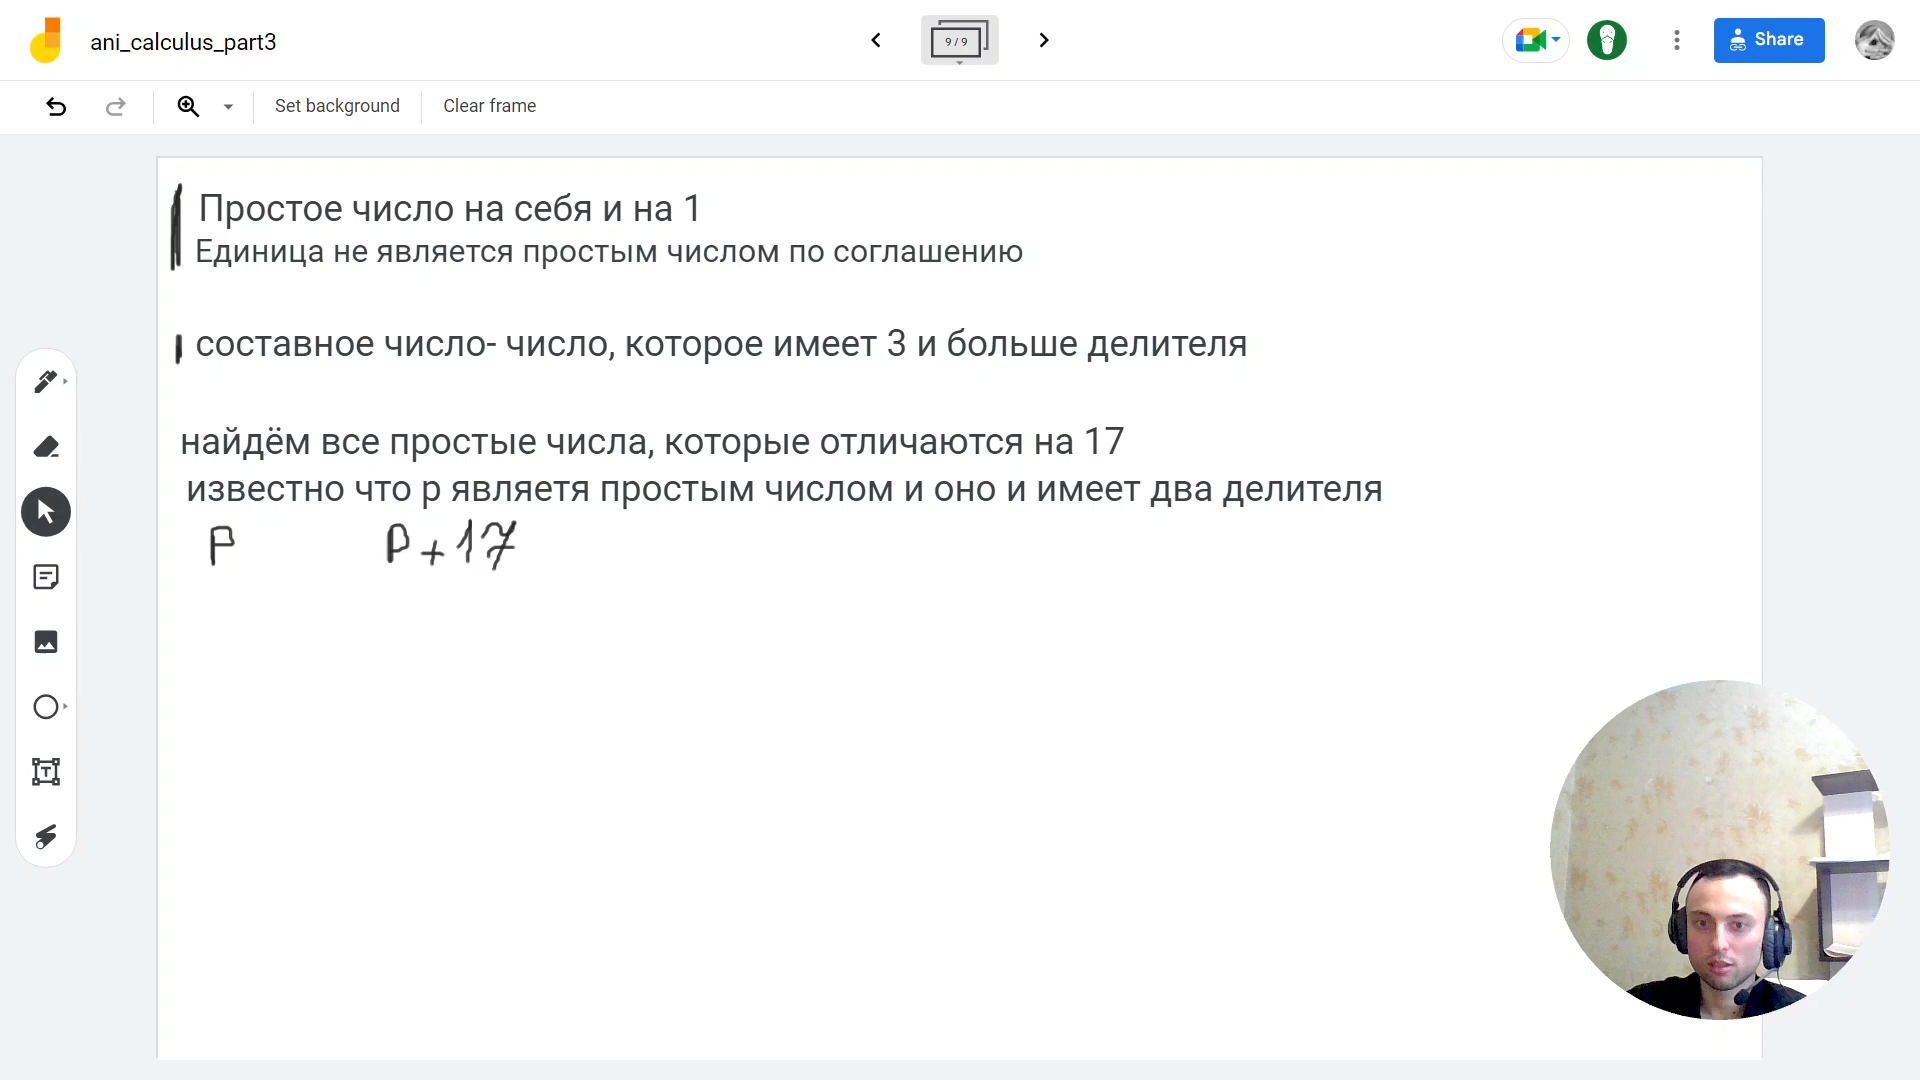 ani_calculus_part3
9/9
Share
Set background
Clear frame
Простое число на себя и на 1
Единица не является простым числом по соглашению
составное число- число, которое имеет 3 и больше делителя
найдём все простые числа, которые отличаются на 17
известно что p являетя простым числом и оно и имеет два делителя
P P+17